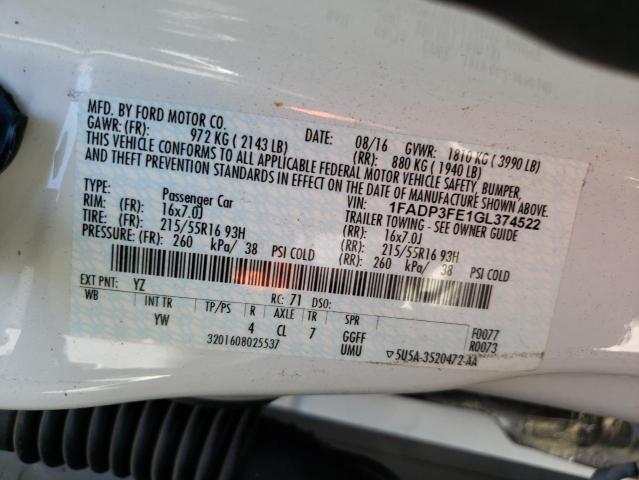 MFD. BY FORD MOTOR CO.
DATE: 08/16 GVWR: 1810 KG ( 3990 LB)
GAWR: (FR): 972 KG ( 2143 LB) (RR): 880 KG ( 1940 LB)
THIS VEHICLE CONFORMS TO ALL APPLICABLE FEDERAL MOTOR VEHICLE SAFETY, BUMPER,
AND THEFT PREVENTION STANDARDS IN EFFECT ON THE DATE OF MANUFACTURE SHOWN ABOVE.
VIN: 1FADP3FE1GL374522
TYPE: Passenger Car TRAILER TOWING - SEE OWNER GUIDE
RIM: (FR) 16x7.0J (RR) 16x7.0J
TIRE: (FR) 215/55R16 93H (RR) 215/55R16 93H
PRESSURE: (FR) 260 kPa/ 38 PSI COLD (RR) 260 kPa/ 38 PSI COLD
EXT PNT: YZ RC: 71 DSO:
WB INT TR TP/PS R AXLE TR SPR F0077
YW 4 CL 7 GGFF R0073
3201608025537 UMU 5U5A-3520472-AA